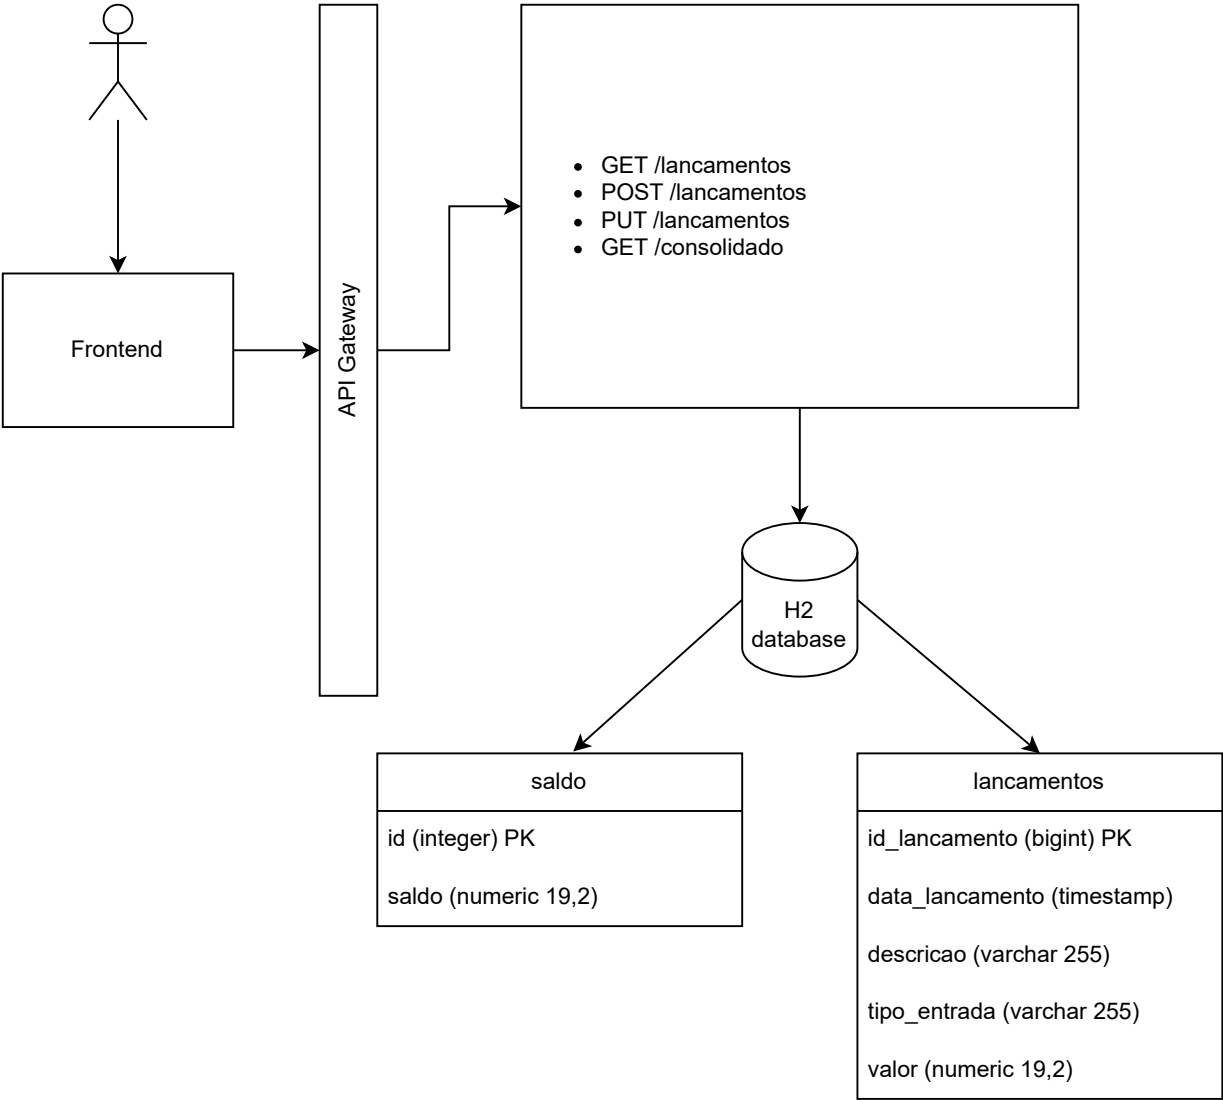 GET /lancamentos
POST /lancamentos
PUT /lancamentos
GET /consolidado
Frontend
API Gateway
H2
database
saldo
id (integer) PK
saldo (numeric 19,2)
lancamentos
id_lancamento (bigint) PK
data_lancamento (timestamp)
descricao (varchar 255)
tipo_entrada (varchar 255)
valor (numeric 19,2)